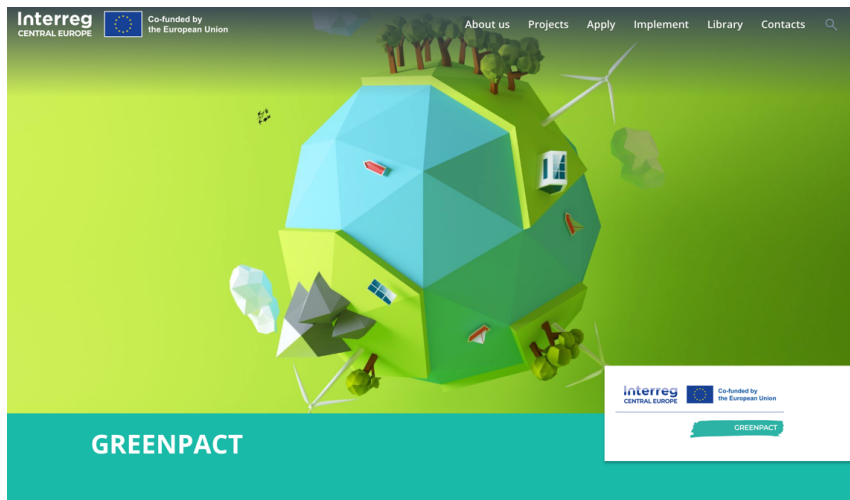 Interreg
CENTRAL EUROPE
Co-funded by
the European Union
About us Projects Apply Implement Library Contacts
Interreg
CENTRAL EUROPE
Co-funded by
the European Union
GREENPACT
GREENPACT